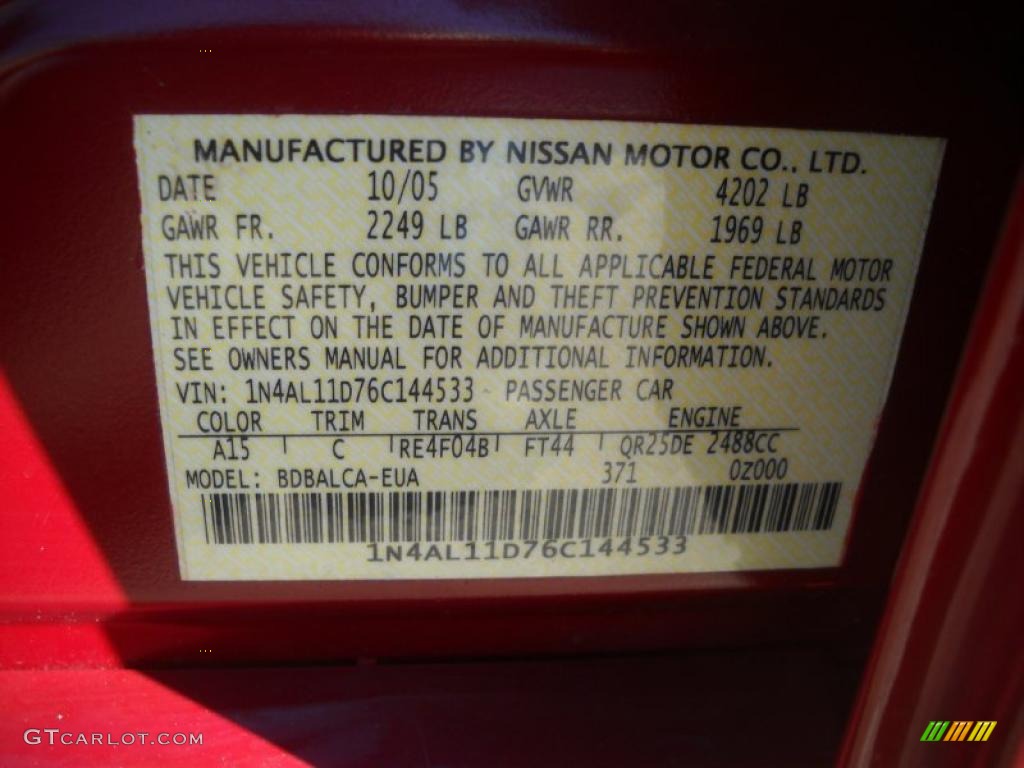 MANUFACTURED BY NISSAN MOTOR CO., LTD.
DATE 10/05 GVWR 4202 LB
GAWR FR. 2249 LB GAWR RR. 1969 LB
THIS VEHICLE CONFORMS TO ALL APPLICABLE FEDERAL MOTOR
VEHICLE SAFETY, BUMPER AND THEFT PREVENTION STANDARDS
IN EFFECT ON THE DATE OF MANUFACTURE SHOWN ABOVE.
SEE OWNERS MANUAL FOR ADDITIONAL INFORMATION.
VIN: 1N4AL11D76C144533 PASSENGER CAR
COLOR TRIM TRANS AXLE ENGINE
A15 C RE4F04B FT44 QR25DE 2488CC
MODEL: BDBALCA-EUA 371 0Z000
1N4AL11D76C144533
GTCARLOT.COM